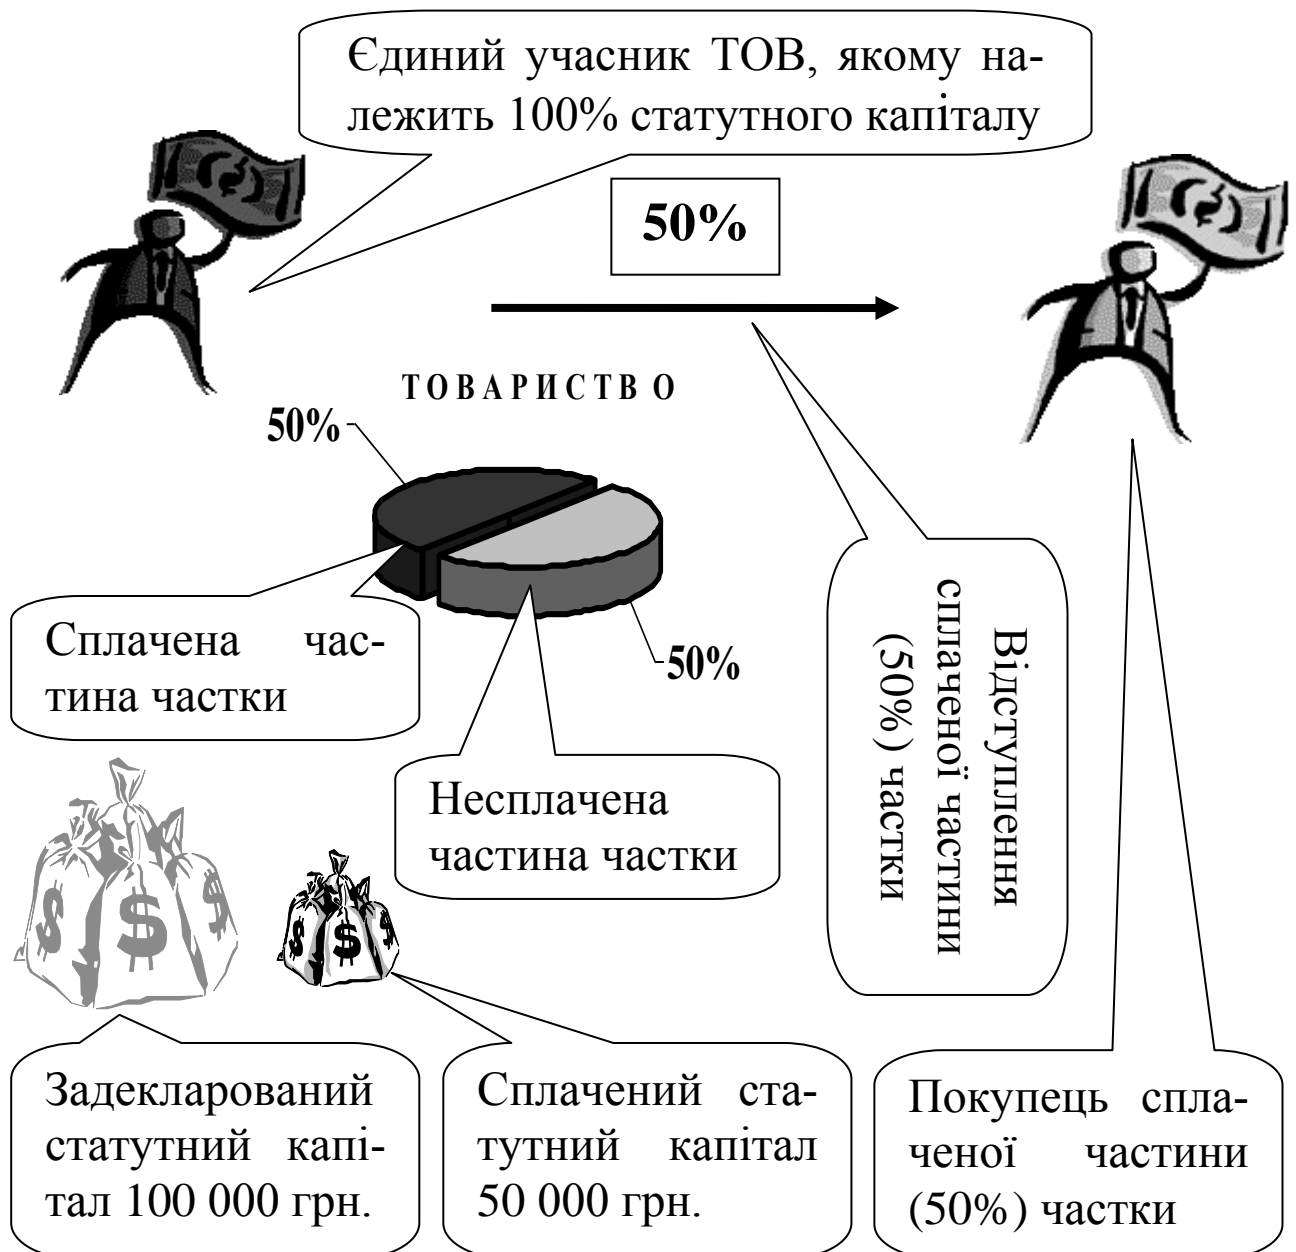 Єдиний учасник ТОВ, якому на-
лежить 100% статутного капіталу
50%
ТОВАРИСТВО
50%
50%
Сплачена час-
тина частки
Несплачена
частина частки
Відступлення
сплаченої частини
(50%) частки
$ $ $
$ $ $
Задекларований
статутний капі-
тал 100 000 грн.
Сплачений ста-
тутний капітал
50 000 грн.
Покупець спла-
ченої частини
(50%) частки